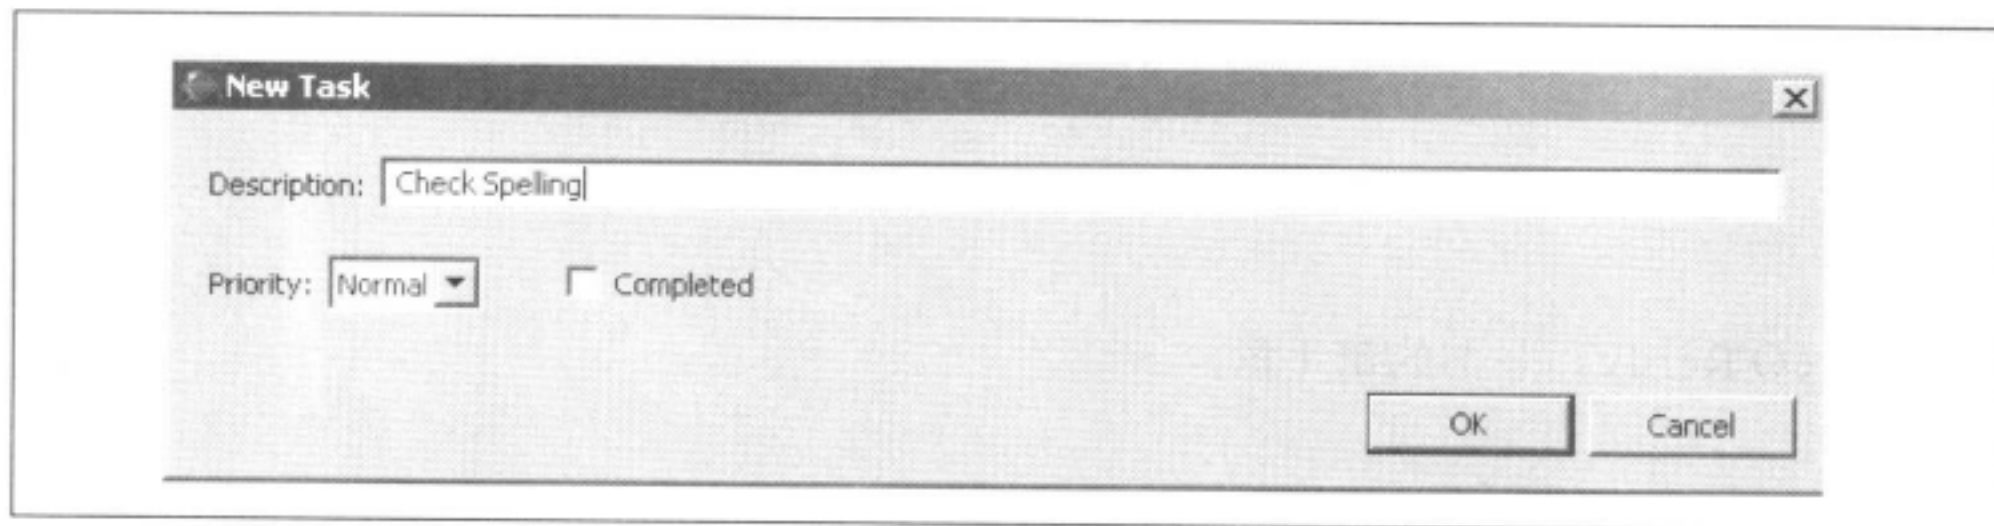 New Task
Description: Check Spelling
Priority: Normal Completed
OK Cancel